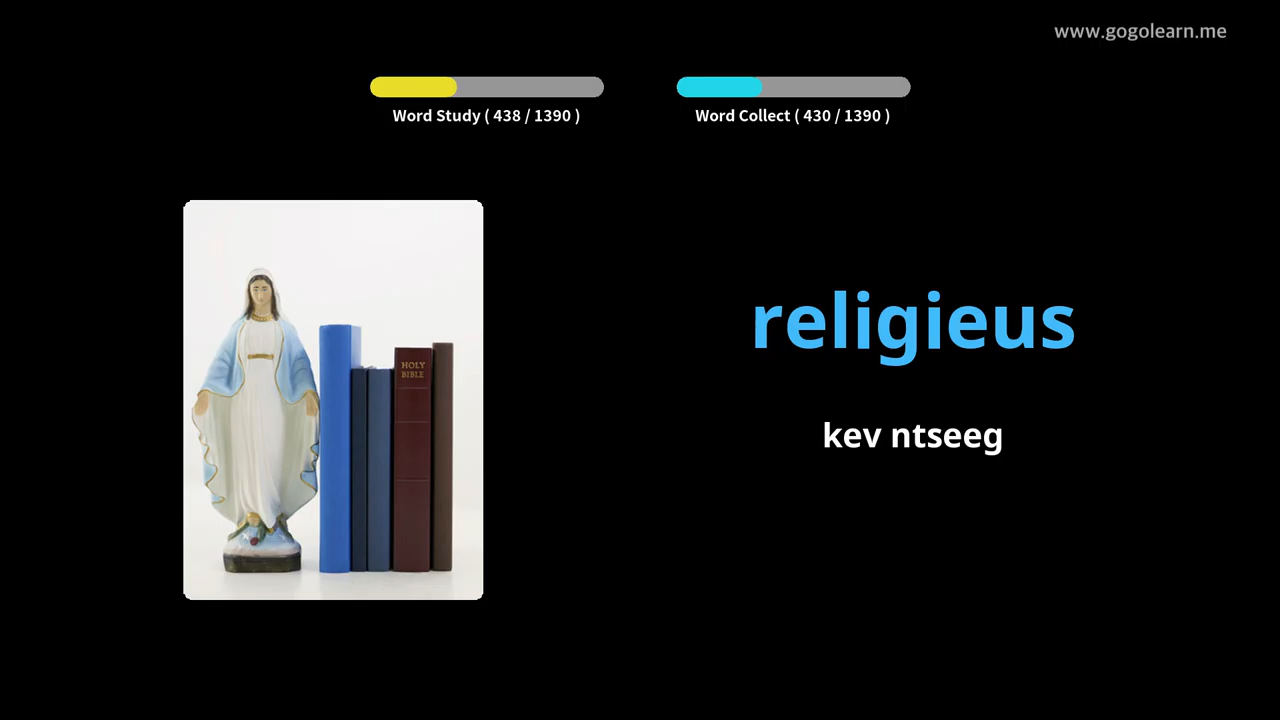 www.gogolearn.me
Word Study ( 438 / 1390 )
Word Collect ( 430 / 1390 )
HOLY
BIBLE
religieus
kev ntseeg